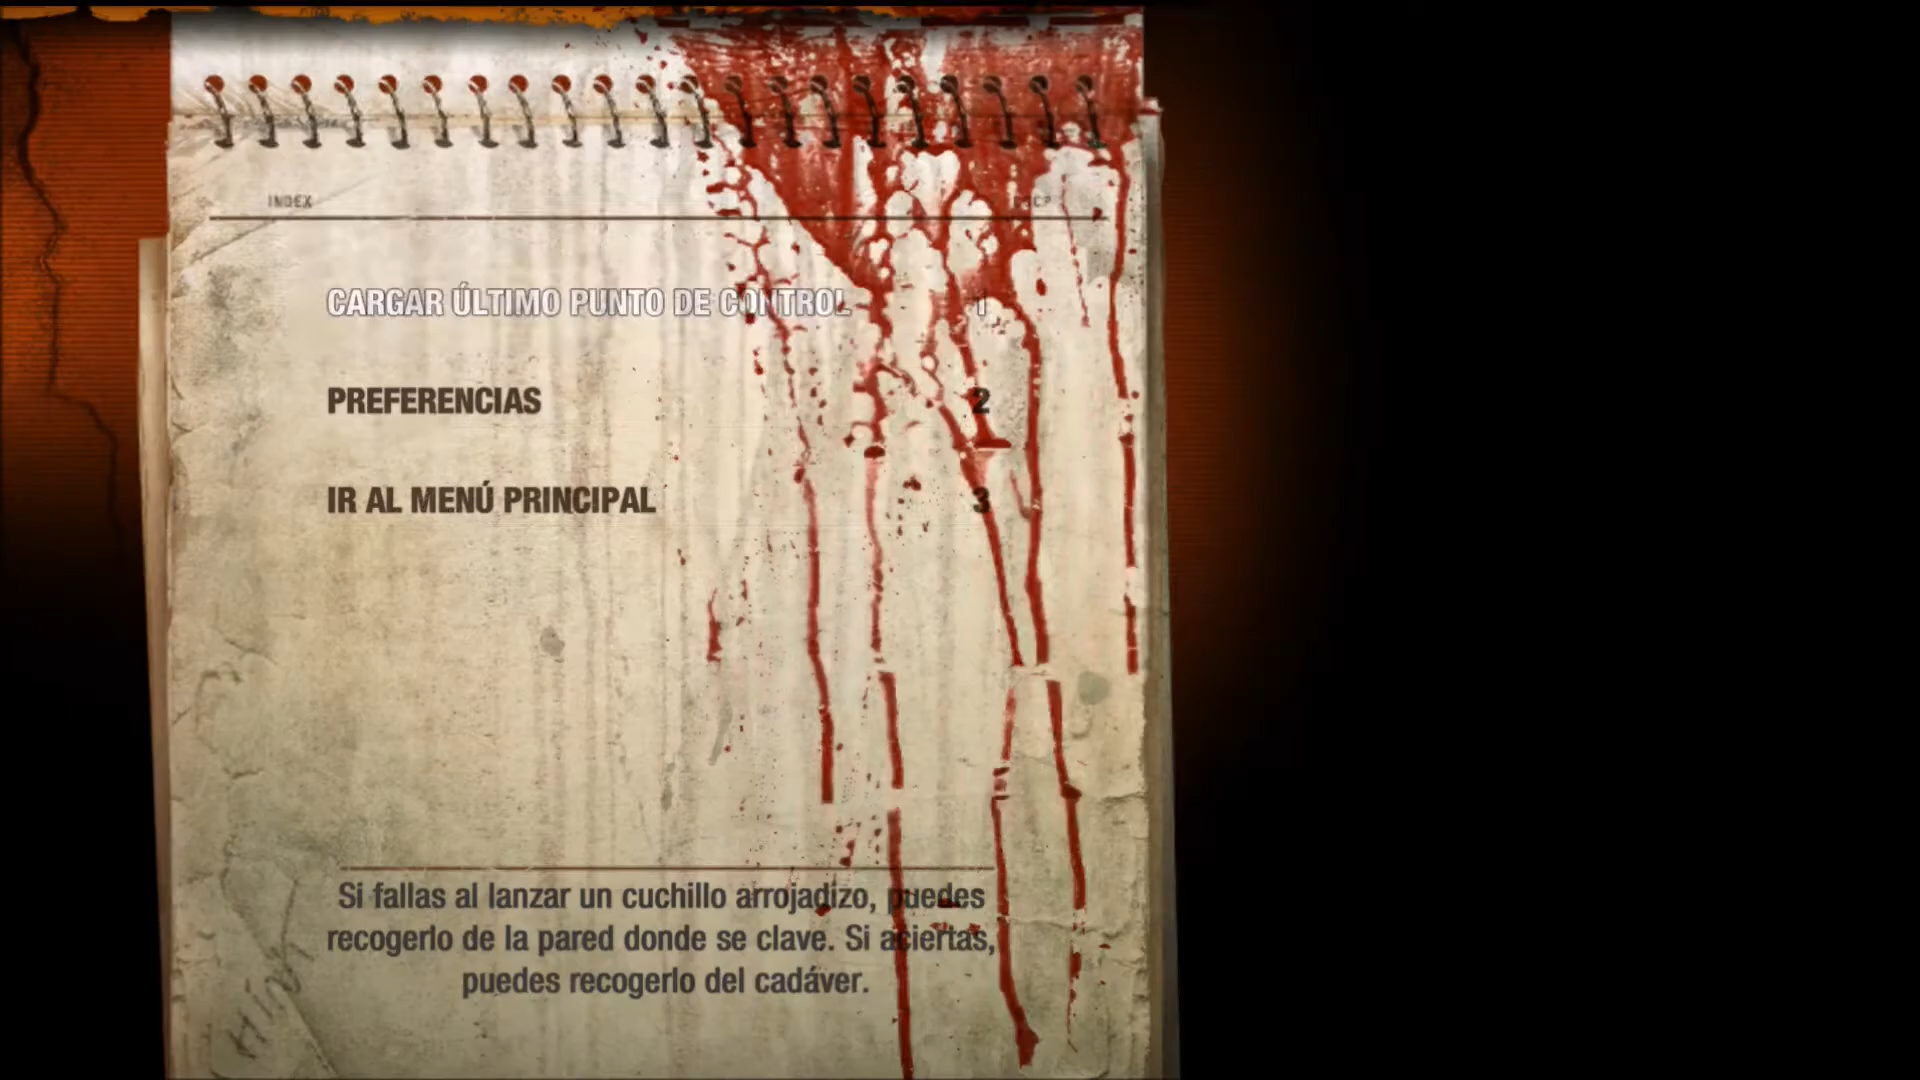 INDEX
CARGAR ÚLTIMO PUNTO DE CONTROL 1
PREFERENCIAS 2
IR AL MENÚ PRINCIPAL 3
Si fallas al lanzar un cuchillo arrojadizo, puedes
recogerlo de la pared donde se clave. Si aciertas,
puedes recogerlo del cadáver.